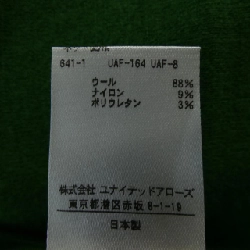 641-1 UAF-164 UAF-8
ウール 88%
ナイロン 9%
ポリウレタン 3%
株式会社 ユナイテッドアローズ
東京都港区赤坂 8-1-19
日本製